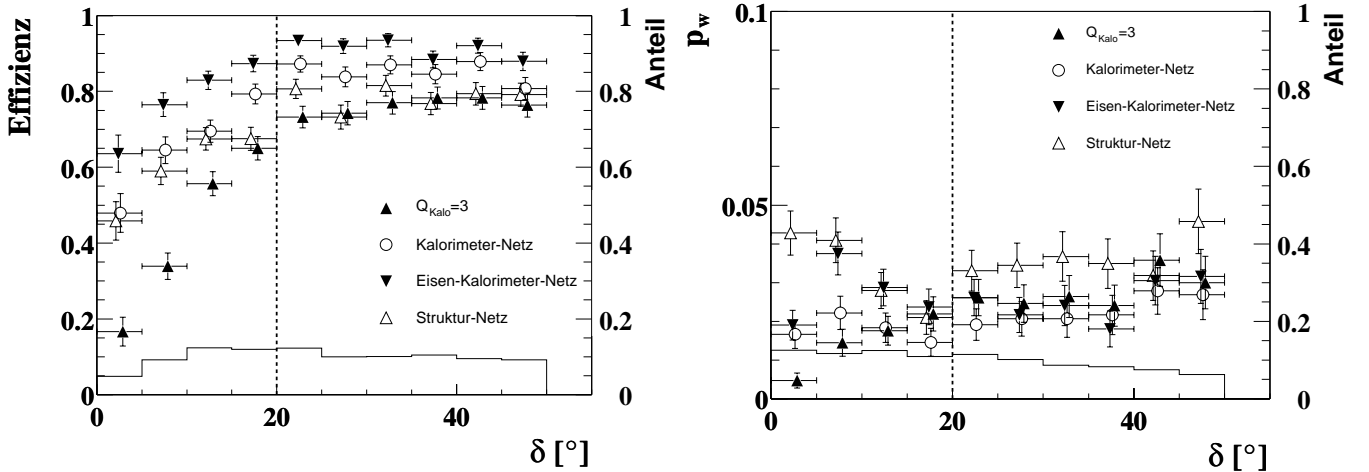 Effizienz
1
0.8
0.6
0.4
0.2
0
0
20
40
δ [°]
1
0.8
0.6
0.4
0.2
0
Anteil
Q_Kalo=3
Kalorimeter-Netz
Eisen-Kalorimeter-Netz
Struktur-Netz
p_w
0.1
0.05
0
0
20
40
δ [°]
1
0.8
0.6
0.4
0.2
0
Anteil
Q_Kalo=3
Kalorimeter-Netz
Eisen-Kalorimeter-Netz
Struktur-Netz